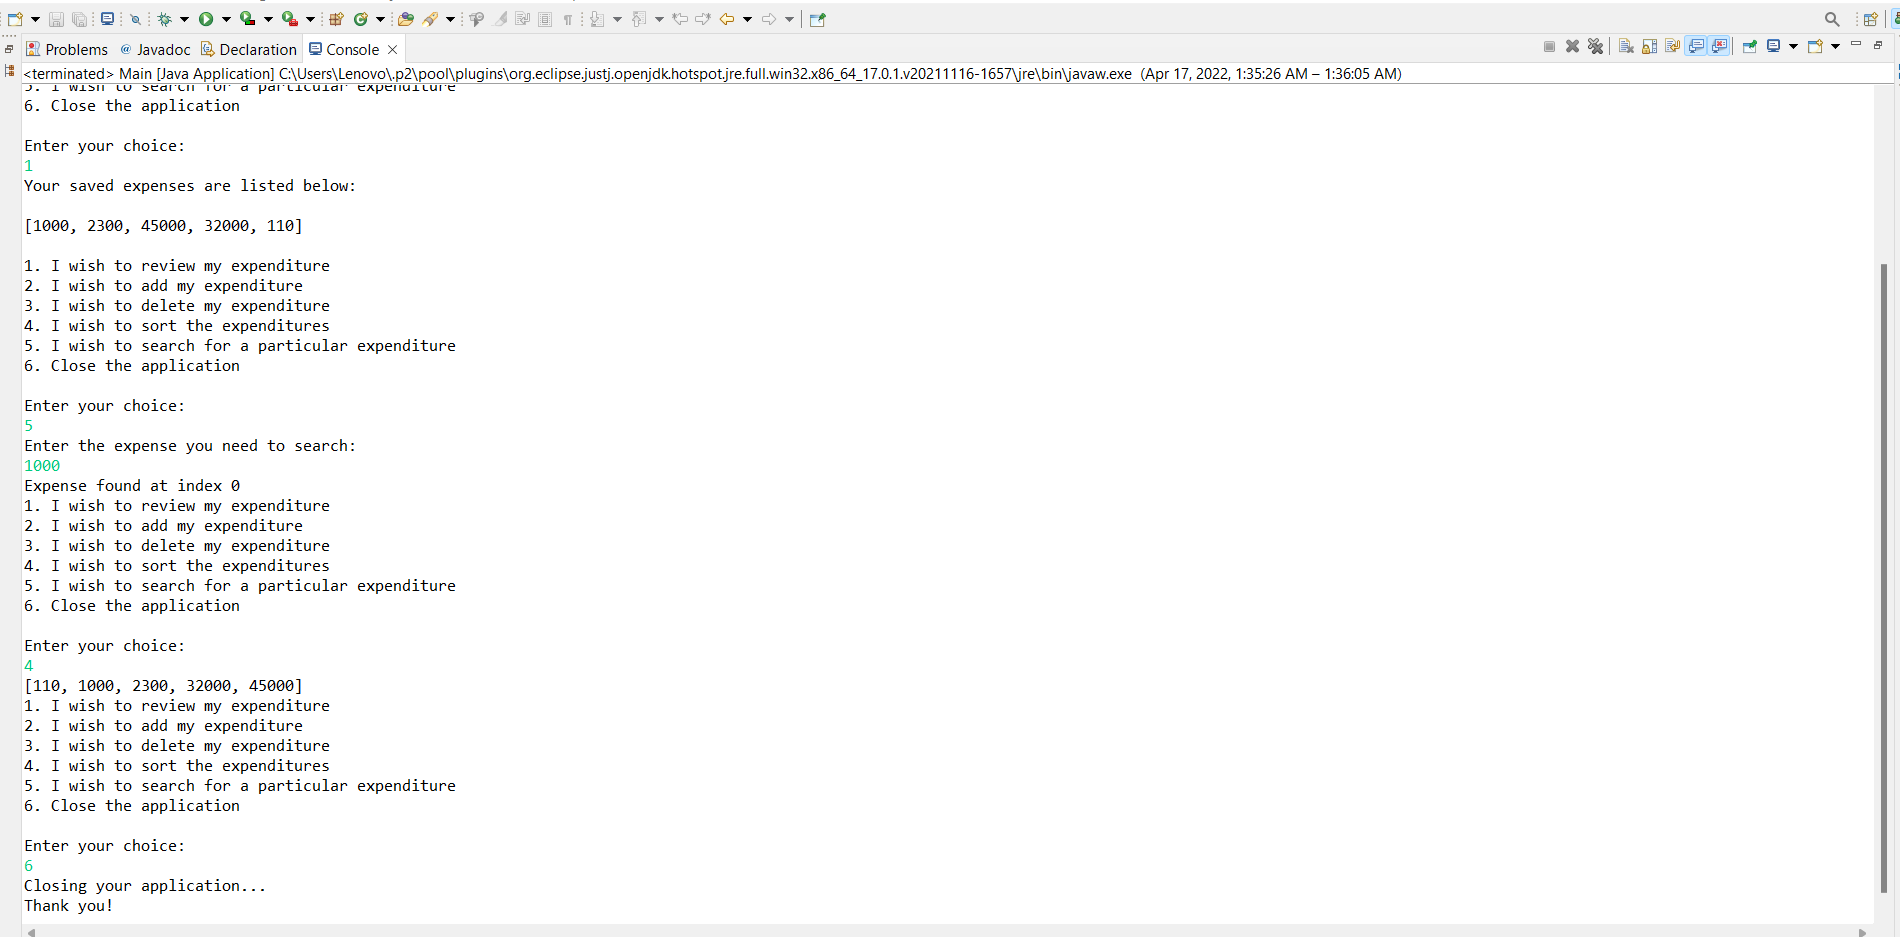 Problems @ Javadoc Declaration Console
<terminated> Main [Java Application] C:\Users\Lenovo\.p2\pool\plugins\org.eclipse.justj.openjdk.hotspot.jre.full.win32.x86_64_17.0.1.v20211116-1657\jre\bin\javaw.exe (Apr 17, 2022, 1:35:26 AM – 1:36:05 AM)
5. I wish to search for a particular expenditure
6. Close the application
Enter your choice:
1
Your saved expenses are listed below:
[1000, 2300, 45000, 32000, 110]
1. I wish to review my expenditure
2. I wish to add my expenditure
3. I wish to delete my expenditure
4. I wish to sort the expenditures
5. I wish to search for a particular expenditure
6. Close the application
Enter your choice:
5
Enter the expense you need to search:
1000
Expense found at index 0
1. I wish to review my expenditure
2. I wish to add my expenditure
3. I wish to delete my expenditure
4. I wish to sort the expenditures
5. I wish to search for a particular expenditure
6. Close the application
Enter your choice:
4
[110, 1000, 2300, 32000, 45000]
1. I wish to review my expenditure
2. I wish to add my expenditure
3. I wish to delete my expenditure
4. I wish to sort the expenditures
5. I wish to search for a particular expenditure
6. Close the application
Enter your choice:
6
Closing your application...
Thank you!